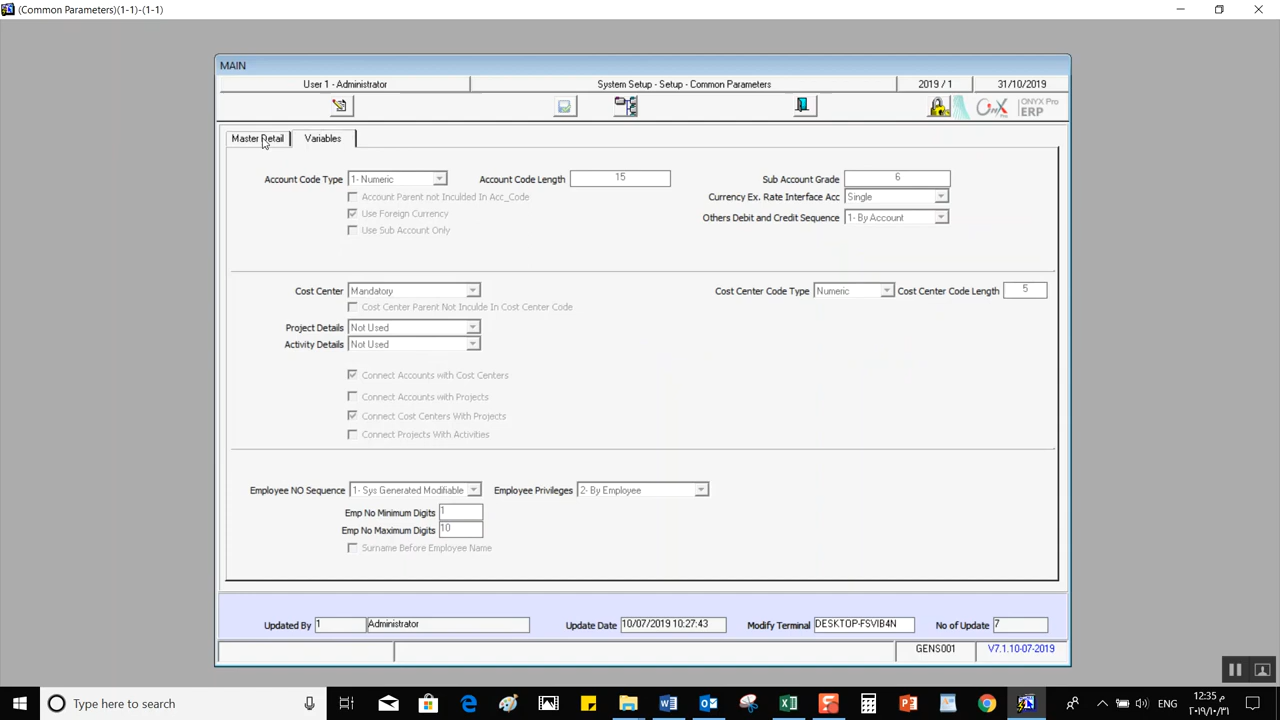 (Common Parameters)(1-1)-(1-1)
MAIN
User 1 - Administrator
System Setup - Setup - Common Parameters
2019 / 1
31/10/2019
OnyX Pro ONYX Pro
ERP
Master Detail
Variables
Account Code Type 1- Numeric Account Code Length 15 Sub Account Grade 6
Account Parent not Inculded In Acc_Code Currency Ex. Rate Interface Acc Single
Use Foreign Currency Others Debit and Credit Sequence 1- By Account
Use Sub Account Only
Cost Center Mandatory Cost Center Code Type Numeric Cost Center Code Length 5
Cost Center Parent Not Inculde In Cost Center Code
Project Details Not Used
Activity Details Not Used
Connect Accounts with Cost Centers
Connect Accounts with Projects
Connect Cost Centers With Projects
Connect Projects With Activities
Employee NO Sequence 1- Sys Generated Modifiable Employee Privileges 2- By Employee
Emp No Minimum Digits 1
Emp No Maximum Digits 10
Surname Before Employee Name
Updated By 1 Administrator Update Date 10/07/2019 10:27:43 Modify Terminal DESKTOP-FSVIB4N No of Update 7
GENS001 V7.1.10-07-2019
Type here to search
ENG
12:35 م
٢٠١٩/١٠/٣١